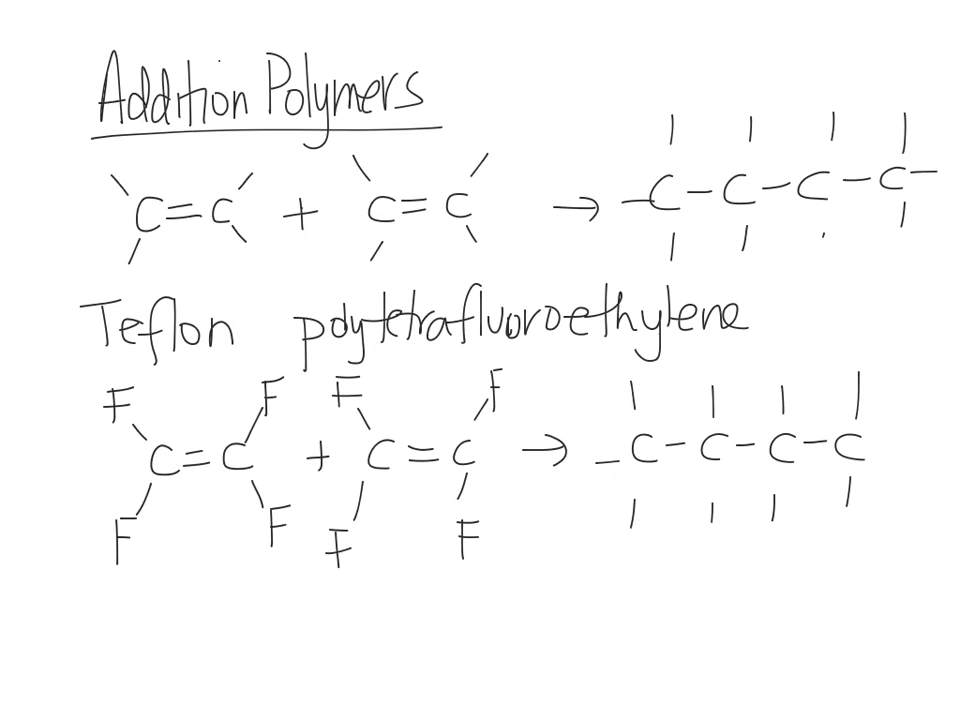 Addition Polymers
C=C + C=C → -C-C-C-C-
Teflon polytetrafluoroethylene
F F F F
C=C + C=C → -C-C-C-C
F F F F